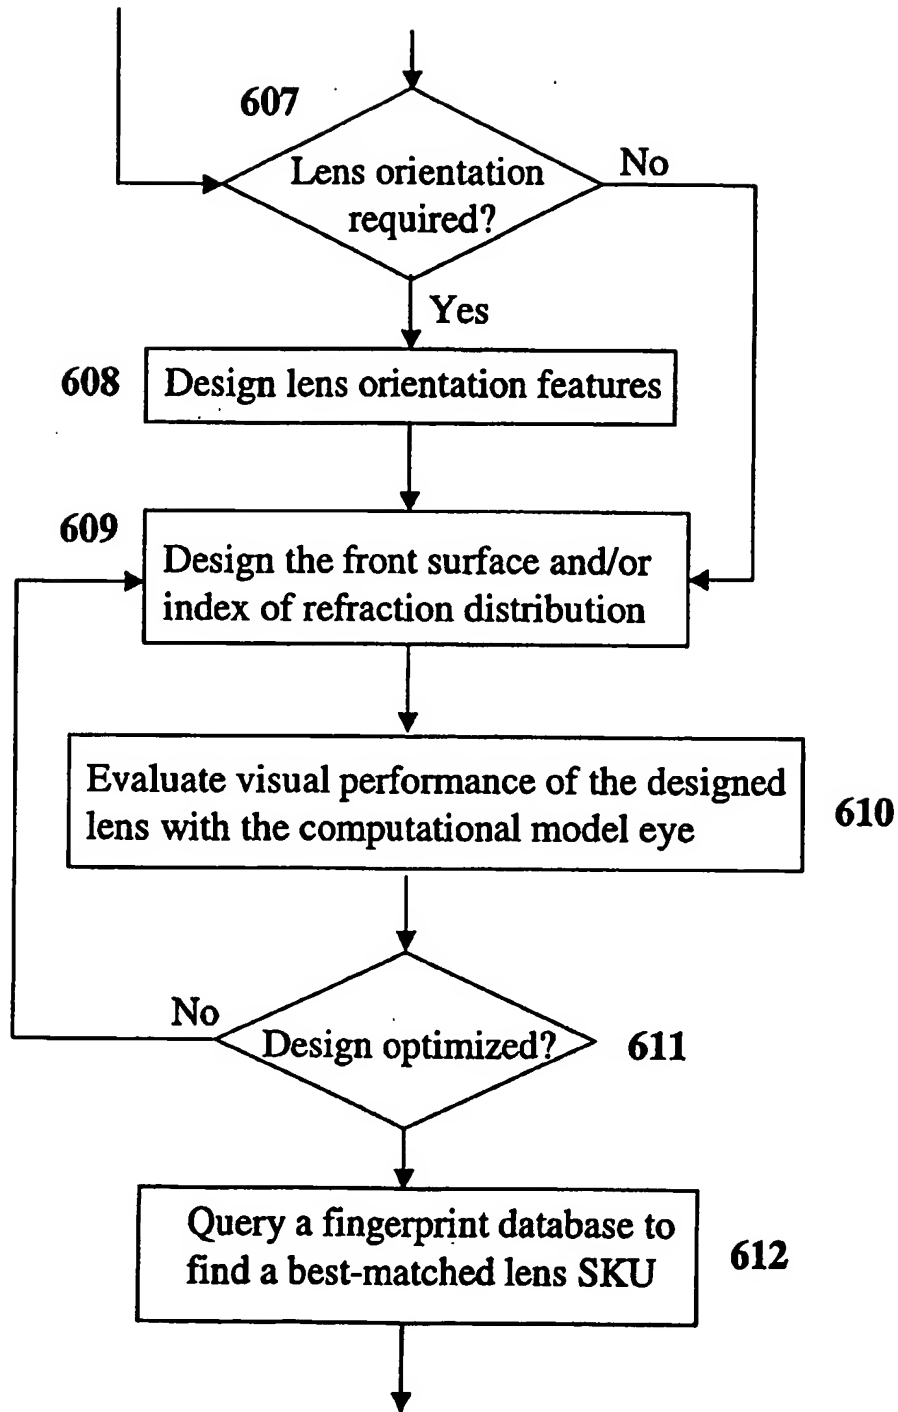 607
Lens orientation
required?
No
Yes
608
Design lens orientation features
609
Design the front surface and/or
index of refraction distribution
Evaluate visual performance of the designed
lens with the computational model eye
610
No
Design optimized?
611
Query a fingerprint database to
find a best-matched lens SKU
612